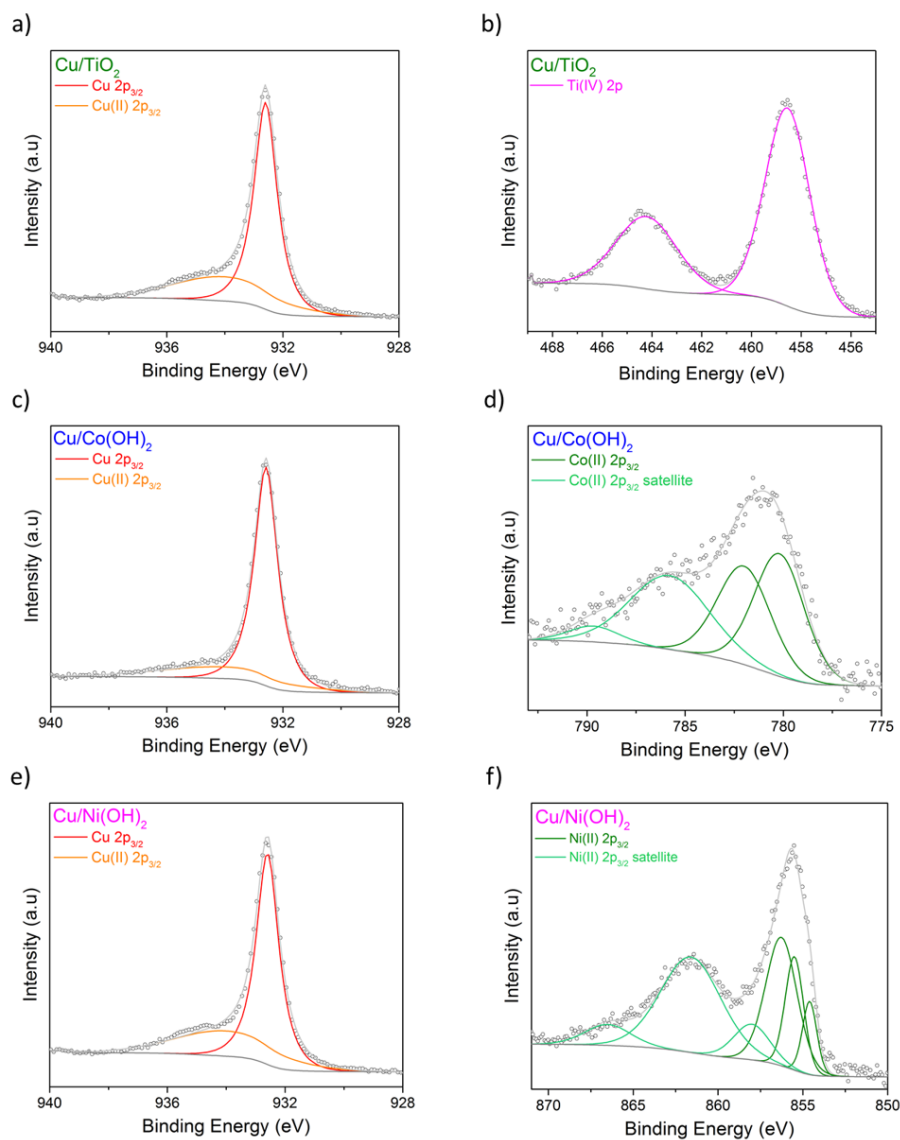 a)
Cu/TiO₂
Cu 2p₃/₂
Cu(II) 2p₃/₂
Intensity (a.u)
940 936 932 928
Binding Energy (eV)
b)
Cu/TiO₂
Ti(IV) 2p
Intensity (a.u)
468 466 464 462 460 458 456
Binding Energy (eV)
c)
Cu/Co(OH)₂
Cu 2p₃/₂
Cu(II) 2p₃/₂
Intensity (a.u)
940 936 932 928
Binding Energy (eV)
d)
Cu/Co(OH)₂
Co(II) 2p₃/₂
Co(II) 2p₃/₂ satellite
Intensity (a.u)
790 785 780 775
Binding Energy (eV)
e)
Cu/Ni(OH)₂
Cu 2p₃/₂
Cu(II) 2p₃/₂
Intensity (a.u)
940 936 932 928
Binding Energy (eV)
f)
Cu/Ni(OH)₂
Ni(II) 2p₃/₂
Ni(II) 2p₃/₂ satellite
Intensity (a.u)
870 865 860 855 850
Binding Energy (eV)